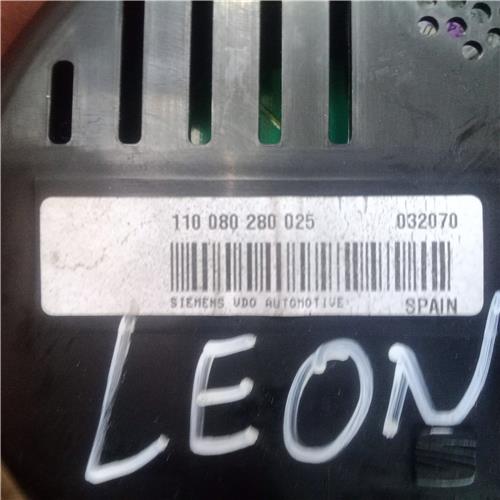 110 080 280 025 032070
SIEMENS VDO AUTOMOTIVE SPAIN
LEON